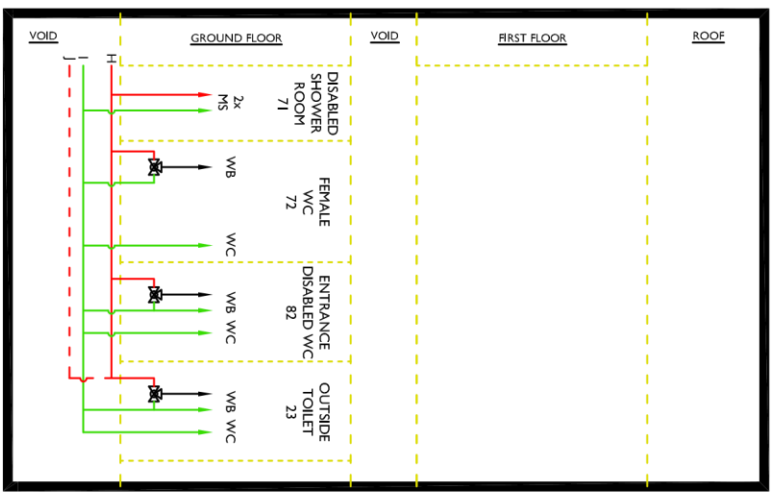 VOID
GROUND FLOOR
VOID
FIRST FLOOR
ROOF
J
I
H
2x
MS
DISABLED
SHOWER
ROOM
71
WB
FEMALE
WC
72
WC
WB
WC
ENTRANCE
DISABLED WC
82
WB
WC
OUTSIDE
TOILET
23